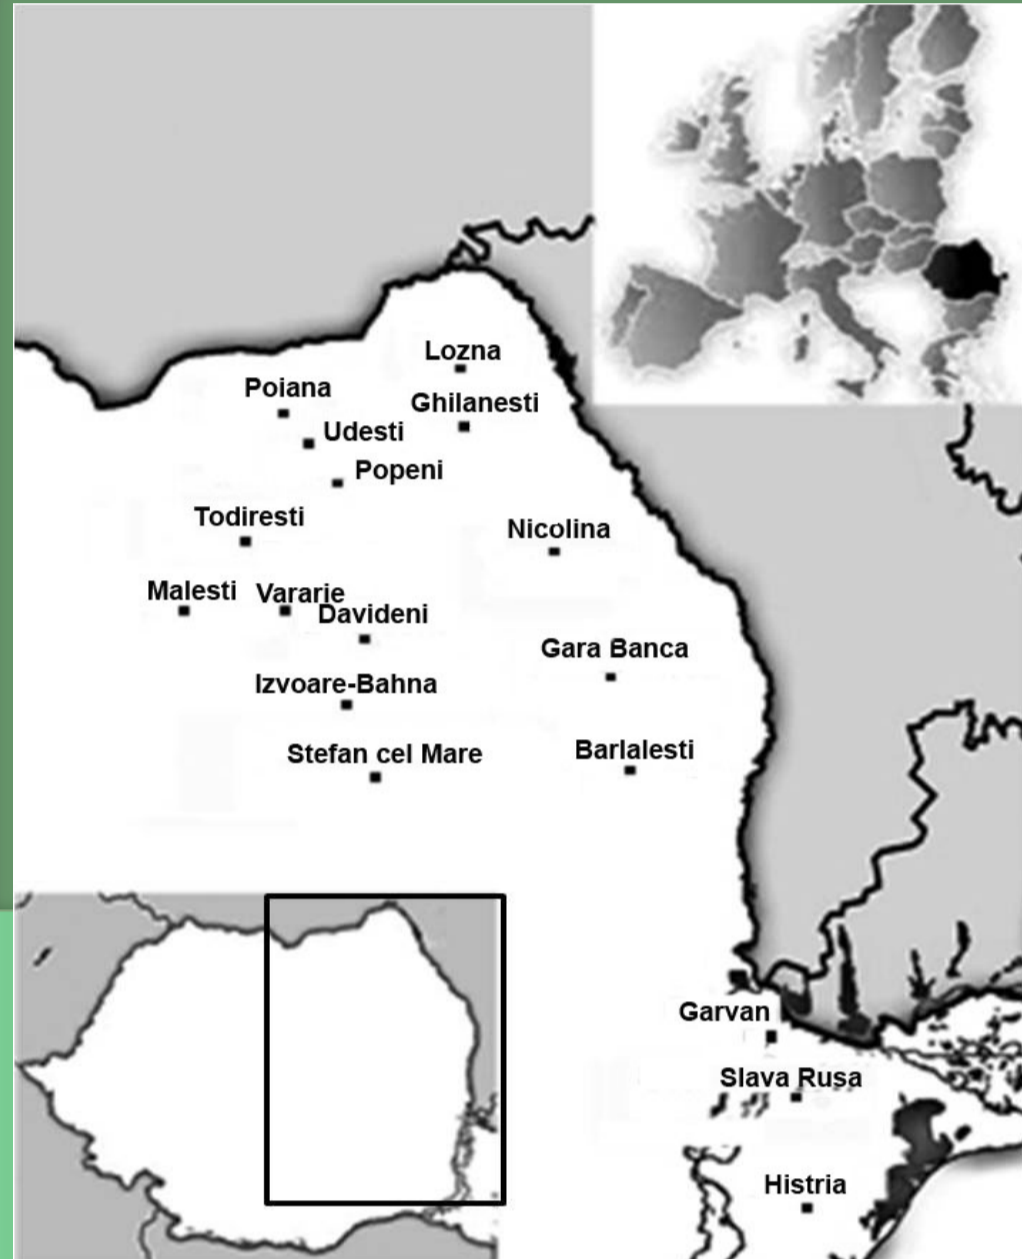 Lozna
Poiana
Ghilanesti
Udesti
Popeni
Todiresti
Nicolina
Malesti
Vararie
Davideni
Gara Banca
Izvoare-Bahna
Stefan cel Mare
Barlalesti
Garvan
Slava Rusa
Histria